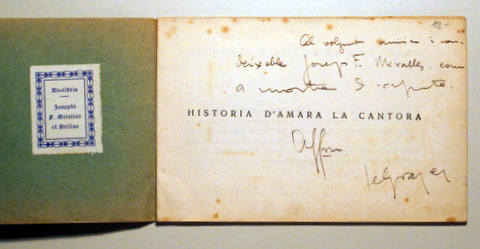 Ex-libris
Josephi
F. Miralles
et Bellino
12-
Al volgut amic i con-
deixeble Josep F. Miralles com
a mostra d'afecte.
HISTORIA D'AMARA LA CANTORA